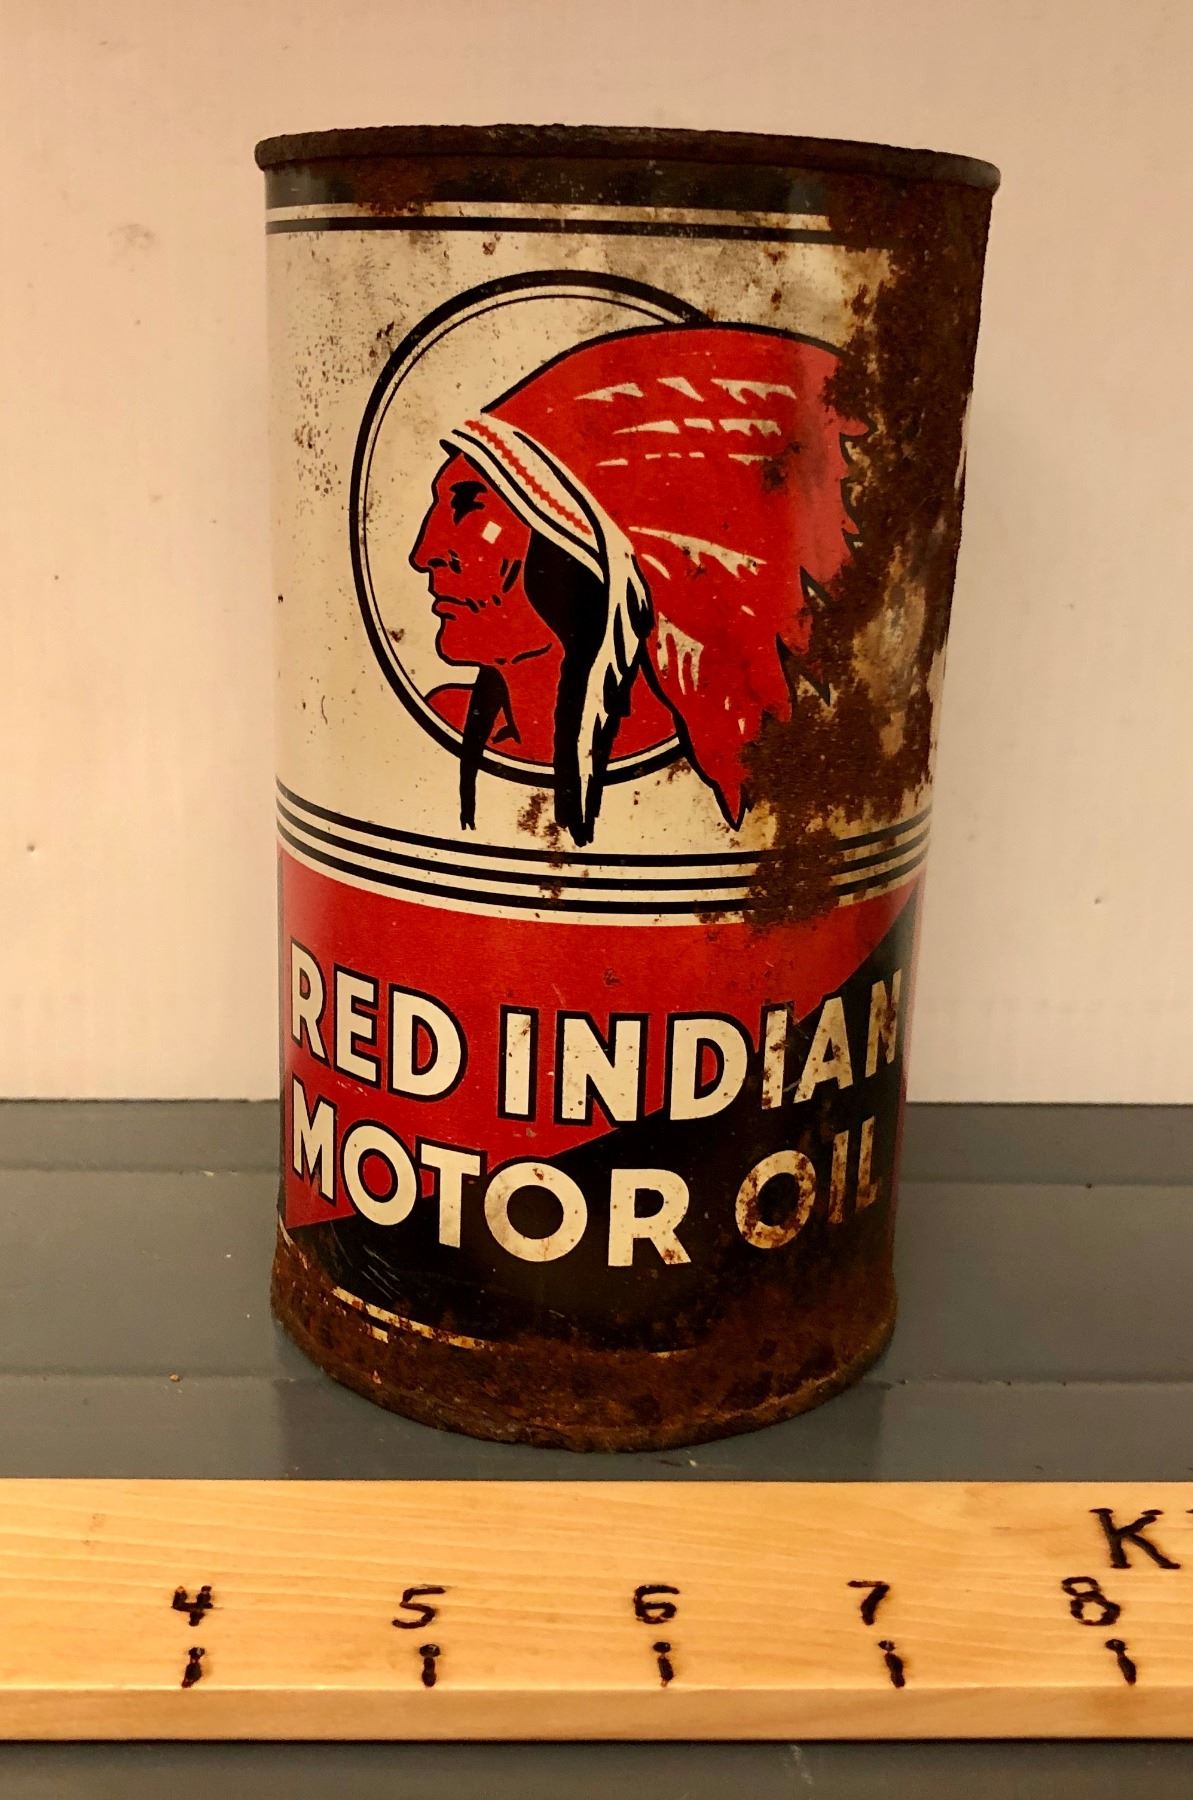 RED INDIAN
MOTOR OIL
K
4 5 6 7 8